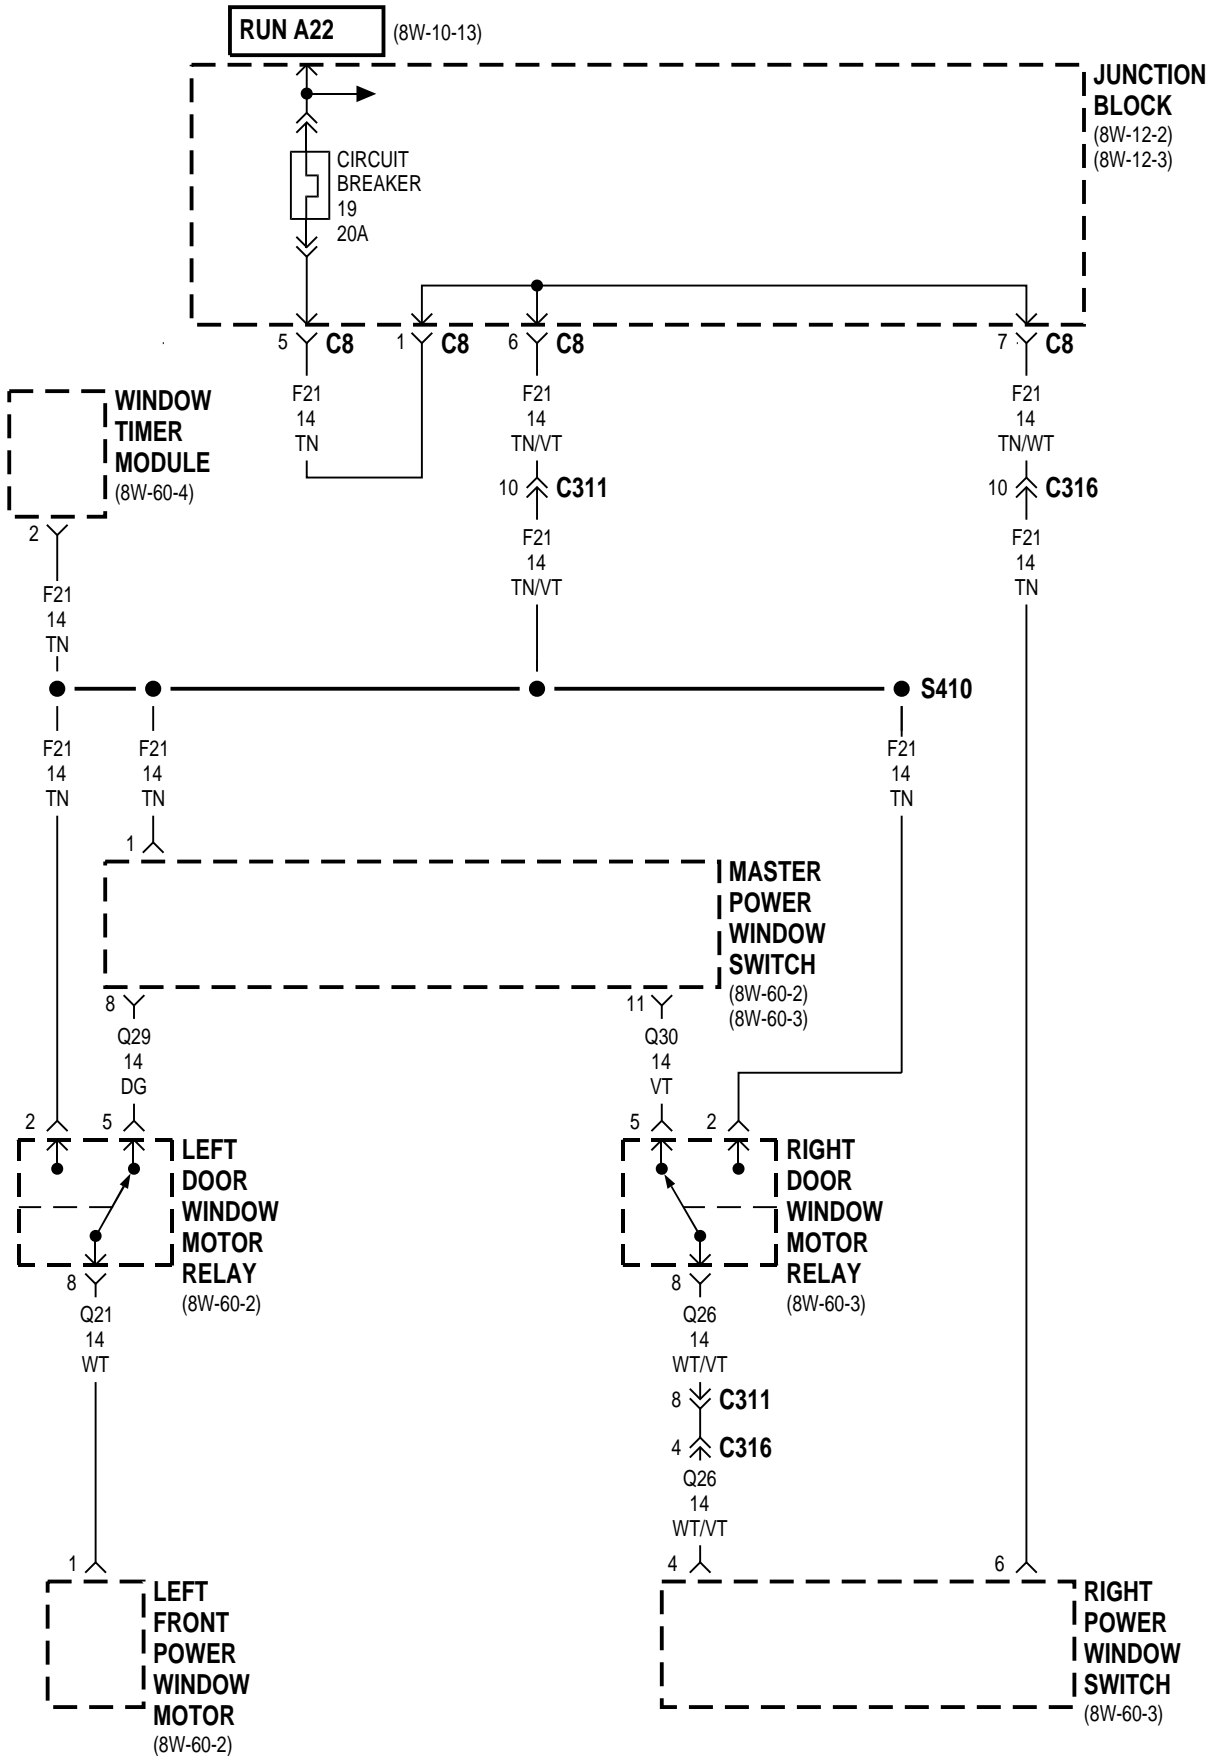 RUN A22
(8W-10-13)
JUNCTION
BLOCK
(8W-12-2)
(8W-12-3)
CIRCUIT
BREAKER
19
20A
5 C8
1 C8
6 C8
7 C8
F21
14
TN
F21
14
TN/VT
F21
14
TN/WT
WINDOW
TIMER
MODULE
(8W-60-4)
10 C311
10 C316
2
F21
14
TN/VT
F21
14
TN
F21
14
TN
S410
F21
14
TN
F21
14
TN
F21
14
TN
1
MASTER
POWER
WINDOW
SWITCH
(8W-60-2)
(8W-60-3)
8
11
Q29
14
DG
Q30
14
VT
2
5
5
2
LEFT
DOOR
WINDOW
MOTOR
RELAY
(8W-60-2)
RIGHT
DOOR
WINDOW
MOTOR
RELAY
(8W-60-3)
8
8
Q21
14
WT
Q26
14
WT/VT
8 C311
4 C316
Q26
14
WT/VT
1
4
6
LEFT
FRONT
POWER
WINDOW
MOTOR
(8W-60-2)
RIGHT
POWER
WINDOW
SWITCH
(8W-60-3)